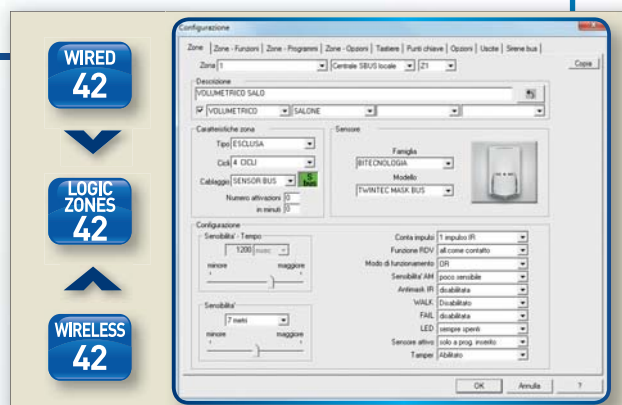 WIRED
42
LOGIC
ZONES
42
WIRELESS
42
Configurazione
Zone Zone - Funzioni Zone - Programmi Zone - Opzioni Tastiere Punti chiave Opzioni Uscite Sirene bus
Zona 1 Centrale SBUS locale Z1 Copia
Descrizione
VOLUMETRICO SALO
VOLUMETRICO SALONE
Caratteristiche zona
Tipo ESCLUSA
Cicli 4 CICLI
Cablaggio SENSOR BUS S bus
Numero attivazioni 0
in minuti 0
Sensore
Famiglia
BITECNOLOGIA
Modello
TWINTEC MASK BUS
Configurazione
Sensibilita' - Tempo
1200 msec.
minore maggiore
Sensibilita'
7 metri
minore maggiore
Conta impulsi 1 impulso IR
Funzione RDV all.come contatto
Modo di funzionamento OR
Sensibilita' AM poco sensibile
Antimask IR disabilitata
WALK Disabilitato
FAIL disabilitata
LED sempre spenti
Sensore attivo solo a prog. inserito
Tamper Abilitato
OK Annulla ?